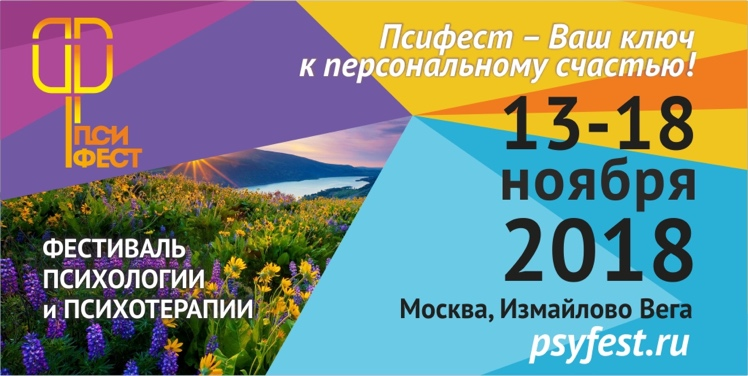 ПСИ
ФЕСТ
Псифест – Ваш ключ
к персональному счастью!
13-18
ноября
2018
ФЕСТИВАЛЬ
ПСИХОЛОГИИ
и ПСИХОТЕРАПИИ
Москва, Измайлово Вега
psyfest.ru